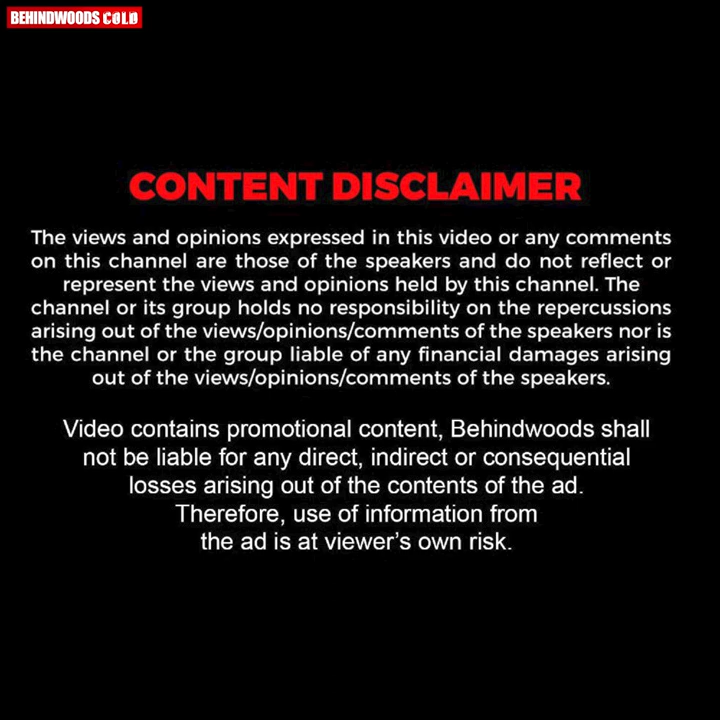 BEHINDWOODS COLD
CONTENT DISCLAIMER
The views and opinions expressed in this video or any comments
on this channel are those of the speakers and do not reflect or
represent the views and opinions held by this channel. The
channel or its group holds no responsibility on the repercussions
arising out of the views/opinions/comments of the speakers nor is
the channel or the group liable of any financial damages arising
out of the views/opinions/comments of the speakers.
Video contains promotional content, Behindwoods shall
not be liable for any direct, indirect or consequential
losses arising out of the contents of the ad.
Therefore, use of information from
the ad is at viewer’s own risk.